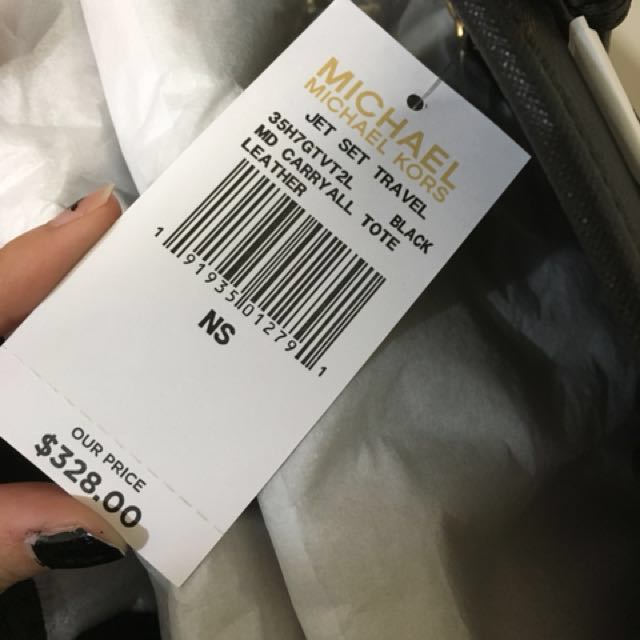 MICHAEL
MICHAEL KORS
JET SET TRAVEL
35H7GTVT2L BLACK
MD CARRYALL TOTE
LEATHER
1 91935 01279 1
NS
OUR PRICE
$328.00